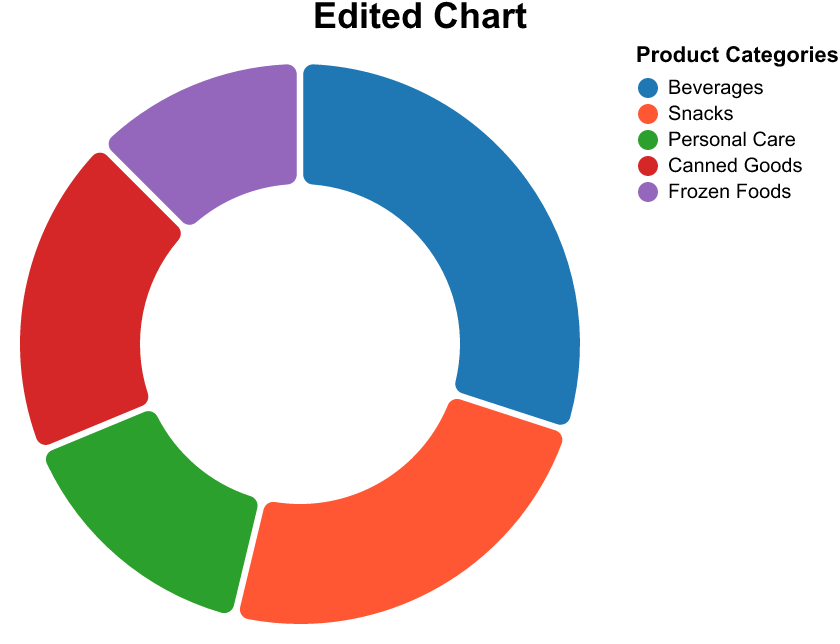 Edited Chart
Product Categories
Beverages
Snacks
Personal Care
Canned Goods
Frozen Foods